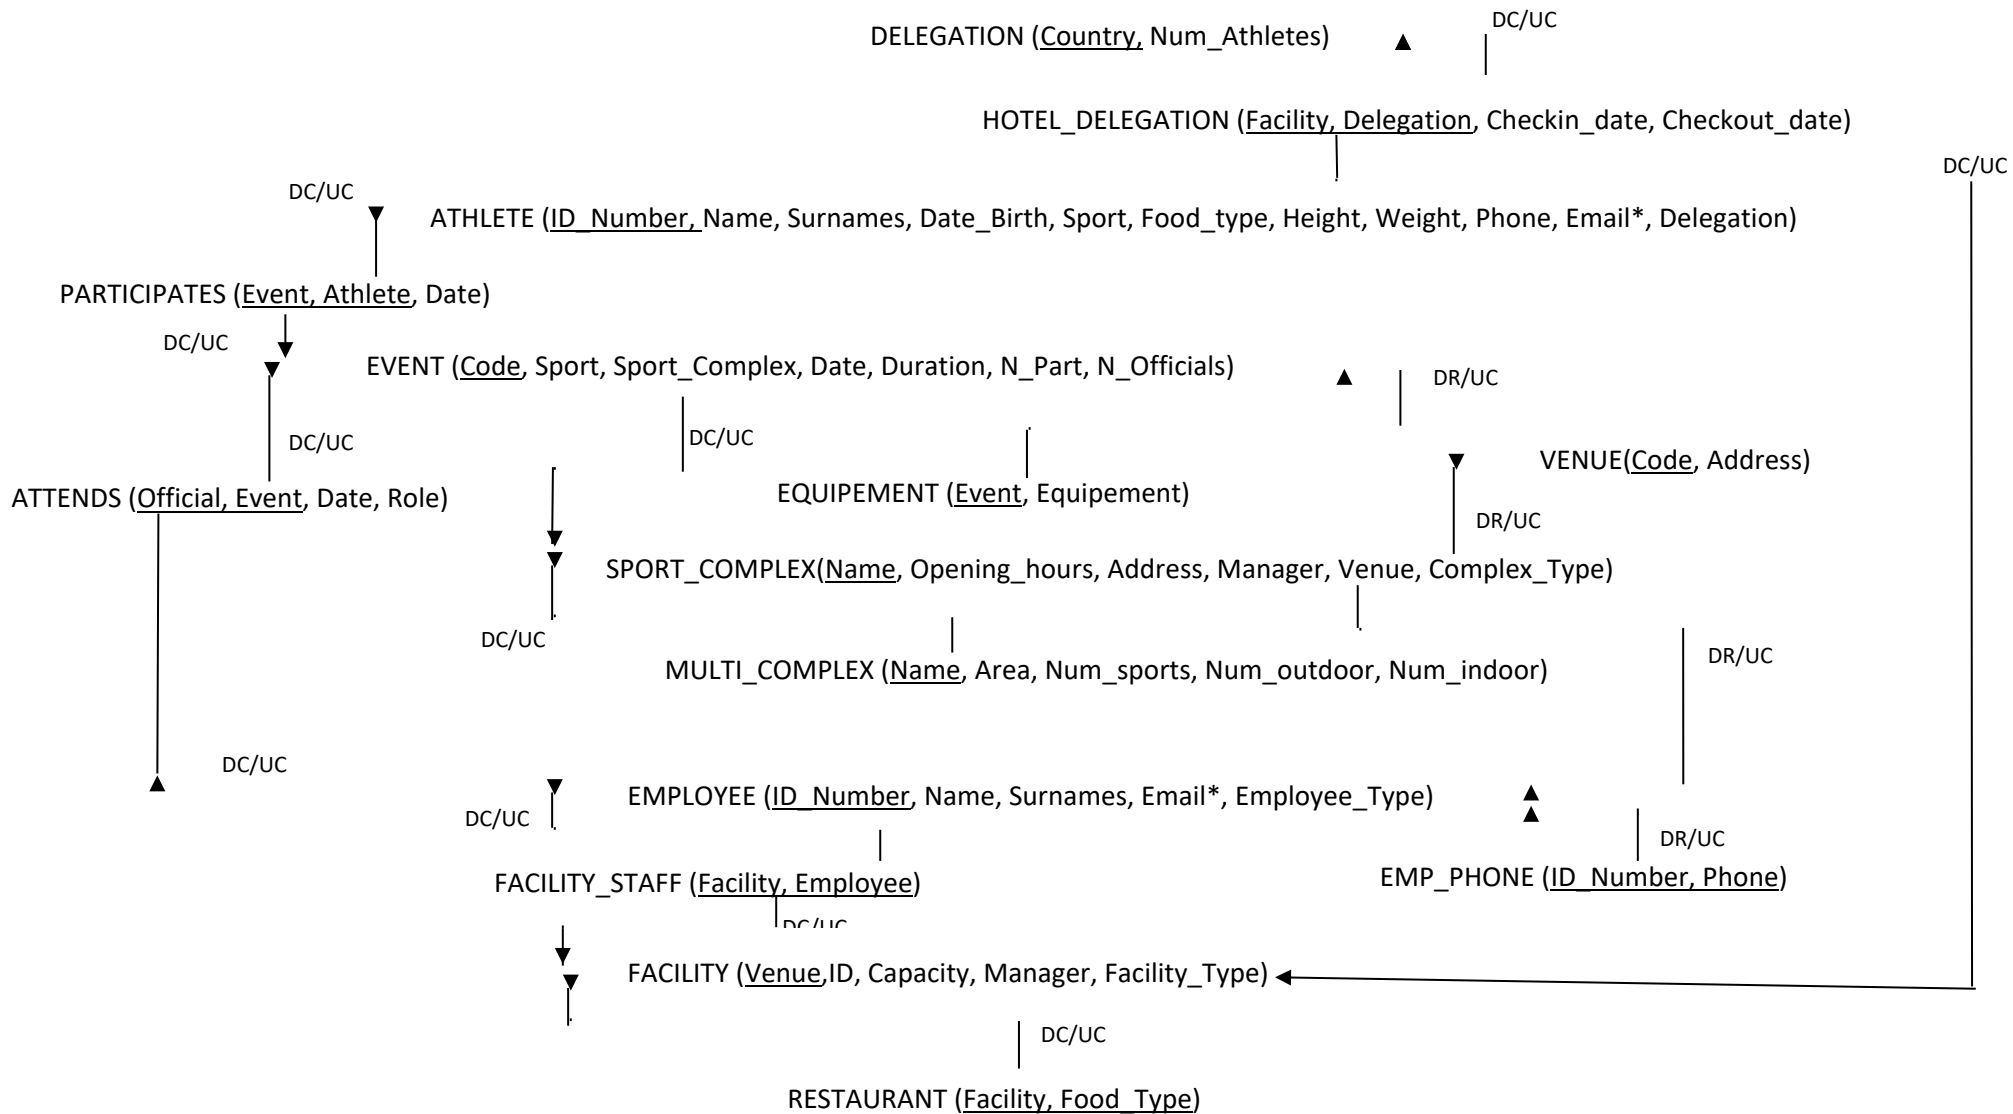 DC/UC
DELEGATION (Country, Num_Athletes)
HOTEL_DELEGATION (Facility, Delegation, Checkin_date, Checkout_date)
DC/UC
DC/UC
ATHLETE (ID_Number, Name, Surnames, Date_Birth, Sport, Food_type, Height, Weight, Phone, Email*, Delegation)
PARTICIPATES (Event, Athlete, Date)
DC/UC
EVENT (Code, Sport, Sport_Complex, Date, Duration, N_Part, N_Officials)
DR/UC
DC/UC
DC/UC
VENUE(Code, Address)
ATTENDS (Official, Event, Date, Role)
EQUIPEMENT (Event, Equipement)
DR/UC
SPORT_COMPLEX(Name, Opening_hours, Address, Manager, Venue, Complex_Type)
DC/UC
DR/UC
MULTI_COMPLEX (Name, Area, Num_sports, Num_outdoor, Num_indoor)
DC/UC
EMPLOYEE (ID_Number, Name, Surnames, Email*, Employee_Type)
DC/UC
DR/UC
FACILITY_STAFF (Facility, Employee)
EMP_PHONE (ID_Number, Phone)
DC/UC
FACILITY (Venue,ID, Capacity, Manager, Facility_Type)
DC/UC
RESTAURANT (Facility, Food_Type)